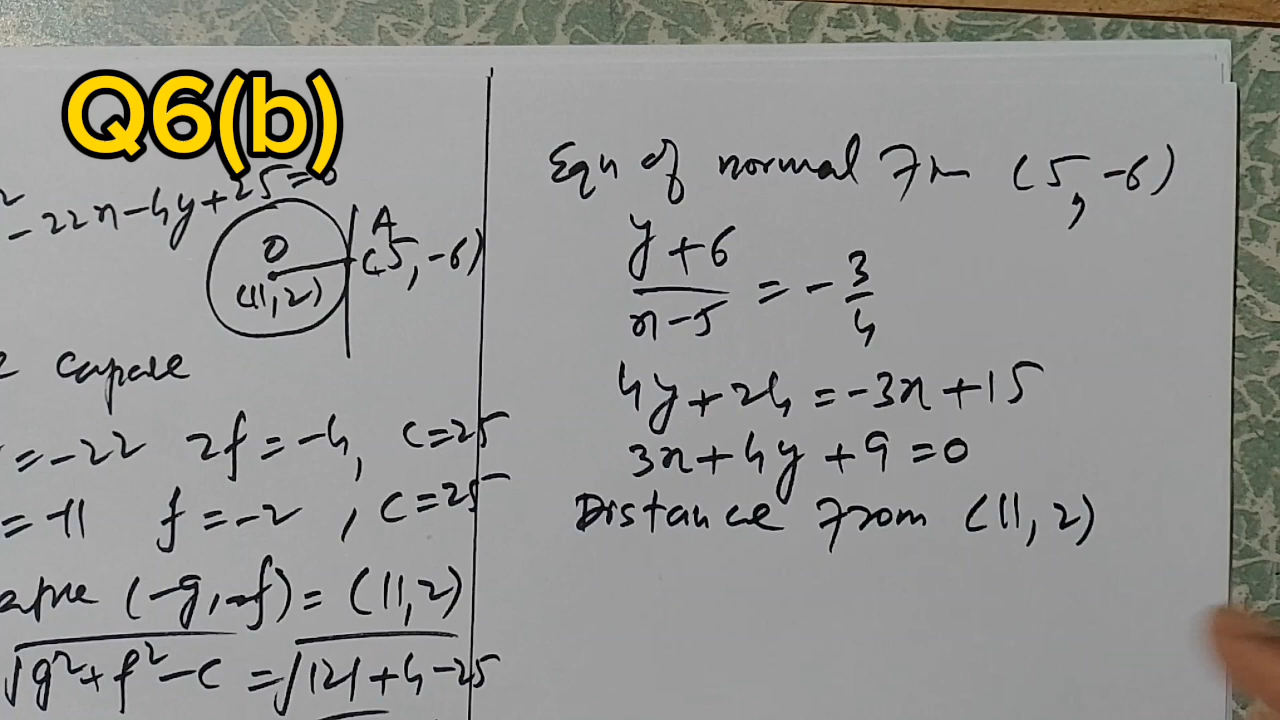 Q6(b)
² - 22x - 4y + 25 = 0
A
O
(5, -6)
(11, 2)
= -22 2f = -4, c = 25
= -11 f = -2, c = 25
(-g, -f) = (11, 2)
√g² + f² - c = √121 + 4 - 25
Eqn of normal from (5, -6)
y + 6 / x - 5 = - 3/4
4y + 24 = -3x + 15
3x + 4y + 9 = 0
Distance from (11, 2)